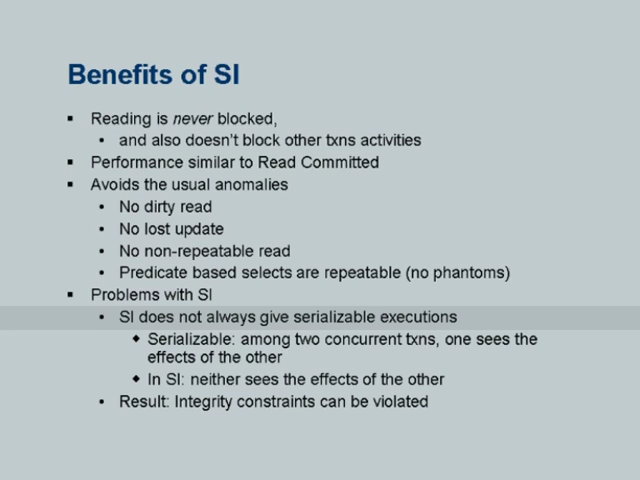 Benefits of SI
▪ Reading is never blocked,
• and also doesn't block other txns activities
▪ Performance similar to Read Committed
▪ Avoids the usual anomalies
• No dirty read
• No lost update
• No non-repeatable read
• Predicate based selects are repeatable (no phantoms)
▪ Problems with SI
• SI does not always give serializable executions
◆ Serializable: among two concurrent txns, one sees the
effects of the other
◆ In SI: neither sees the effects of the other
• Result: Integrity constraints can be violated